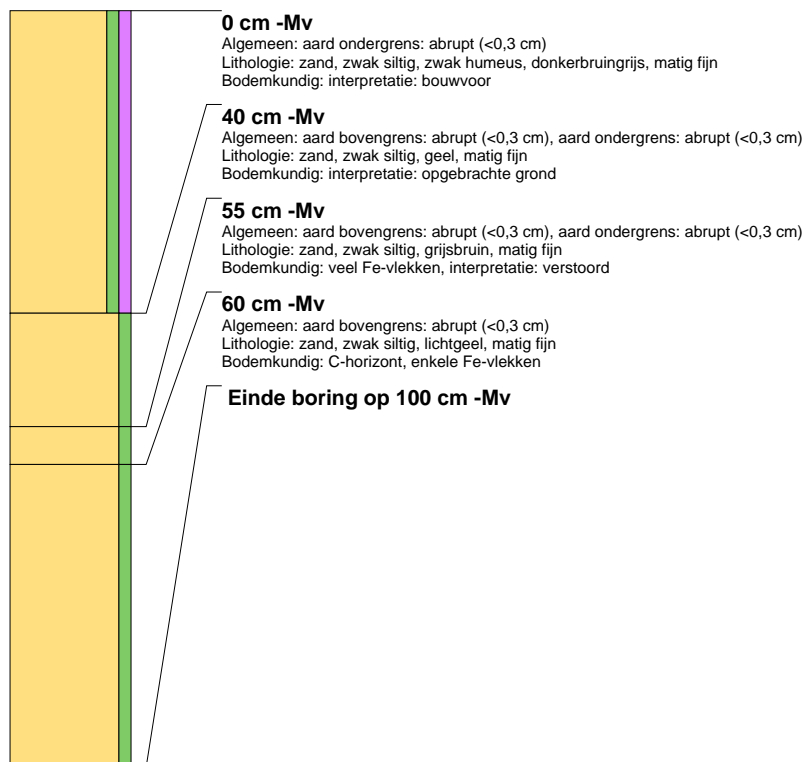 0 cm -Mv
Algemeen: aard ondergrens: abrupt (<0,3 cm)
Lithologie: zand, zwak siltig, zwak humeus, donkerbruingrijs, matig fijn
Bodemkundig: interpretatie: bouwvoor
40 cm -Mv
Algemeen: aard bovengrens: abrupt (<0,3 cm), aard ondergrens: abrupt (<0,3 cm)
Lithologie: zand, zwak siltig, geel, matig fijn
Bodemkundig: interpretatie: opgebrachte grond
55 cm -Mv
Algemeen: aard bovengrens: abrupt (<0,3 cm), aard ondergrens: abrupt (<0,3 cm)
Lithologie: zand, zwak siltig, grijsbruin, matig fijn
Bodemkundig: veel Fe-vlekken, interpretatie: verstoord
60 cm -Mv
Algemeen: aard bovengrens: abrupt (<0,3 cm)
Lithologie: zand, zwak siltig, lichtgeel, matig fijn
Bodemkundig: C-horizont, enkele Fe-vlekken
Einde boring op 100 cm -Mv